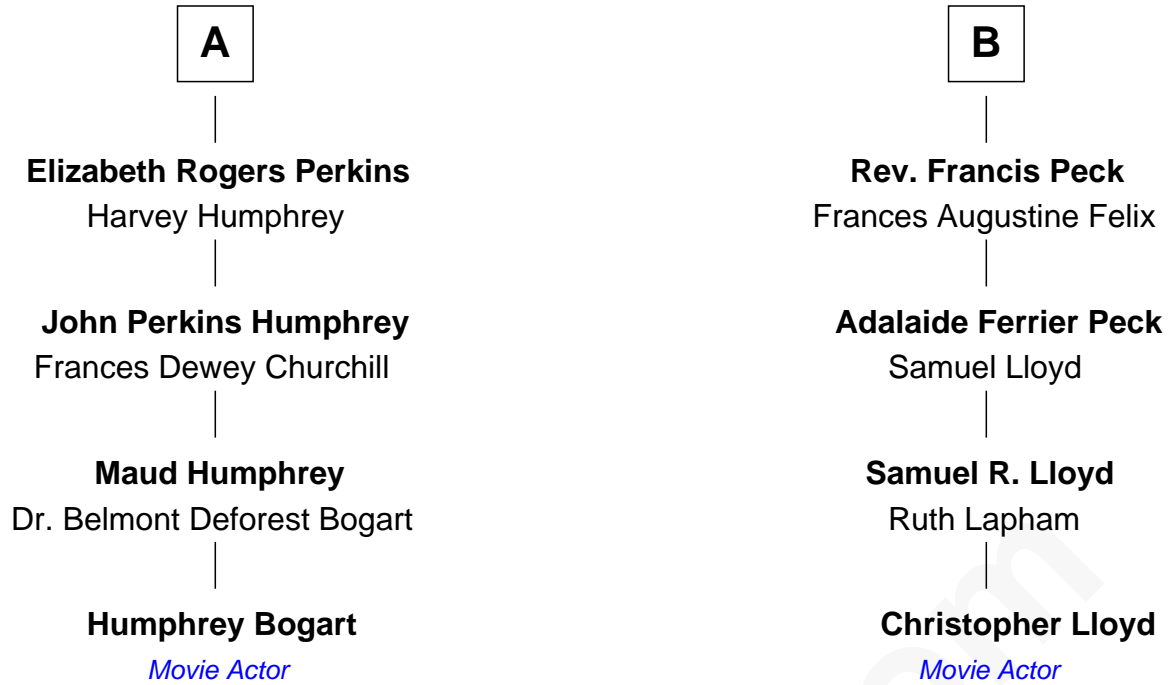 A
Elizabeth Rogers Perkins
Harvey Humphrey
John Perkins Humphrey
Frances Dewey Churchill
Maud Humphrey
Dr. Belmont Deforest Bogart
Humphrey Bogart
Movie Actor
B
Rev. Francis Peck
Frances Augustine Felix
Adalaide Ferrier Peck
Samuel Lloyd
Samuel R. Lloyd
Ruth Lapham
Christopher Lloyd
Movie Actor
om